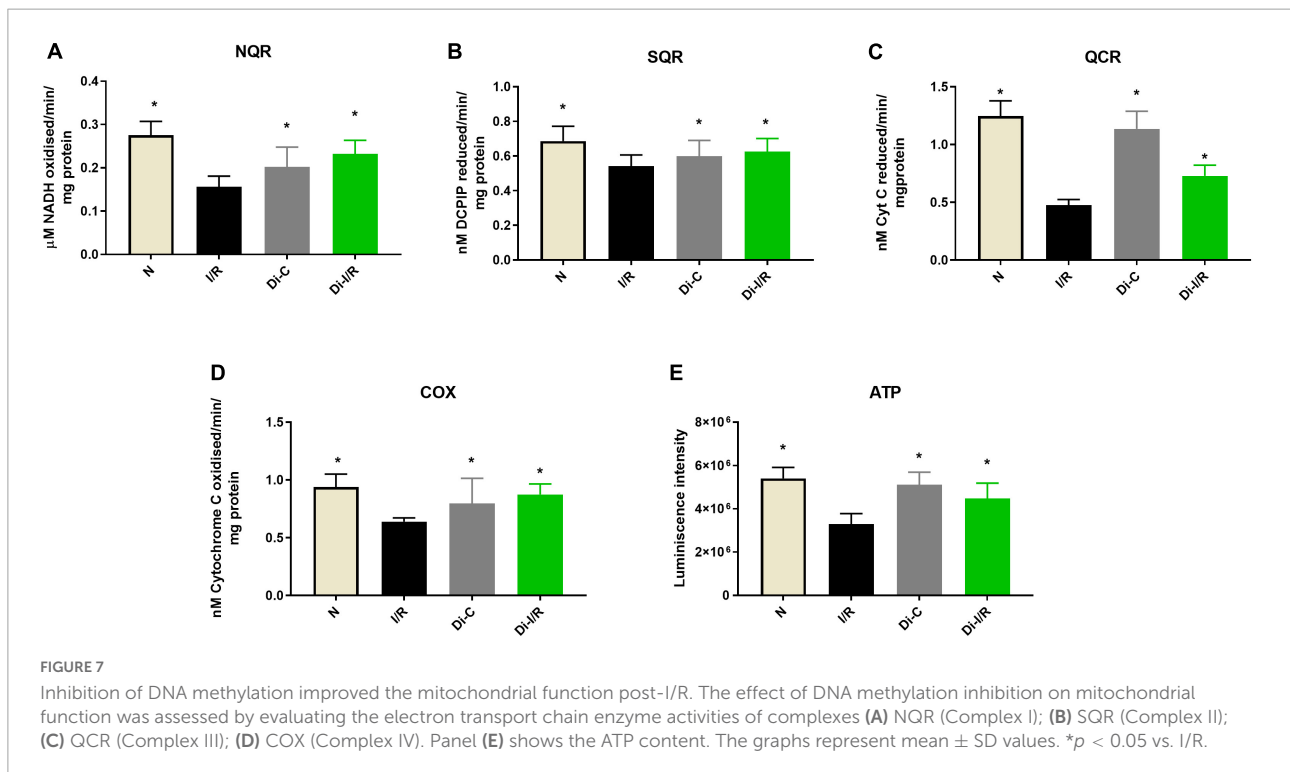 A
NQR
μM NADH oxidised/min/
mg protein
0.4
0.3
0.2
0.1
0.0
*
*
*
N
I/R
Di-C
Di-I/R
B
SQR
nM DCPIP reduced/min/
mg protein
1.0
0.8
0.6
0.4
0.2
0.0
*
*
*
N
I/R
Di-C
Di-I/R
C
QCR
nM Cyt C reduced/min/
mgprotein
1.5
1.0
0.5
0.0
*
*
*
N
I/R
Di-C
Di-I/R
D
COX
nM Cytochrome C oxidised/min/
mg protein
1.5
1.0
0.5
0.0
*
*
*
N
I/R
Di-C
Di-I/R
E
ATP
Luminiscence intensity
8×10⁶
6×10⁶
4×10⁶
2×10⁶
0
*
*
*
N
I/R
Di-C
Di-I/R
FIGURE 7
Inhibition of DNA methylation improved the mitochondrial function post-I/R. The effect of DNA methylation inhibition on mitochondrial
function was assessed by evaluating the electron transport chain enzyme activities of complexes (A) NQR (Complex I); (B) SQR (Complex II);
(C) QCR (Complex III); (D) COX (Complex IV). Panel (E) shows the ATP content. The graphs represent mean ± SD values. *p < 0.05 vs. I/R.